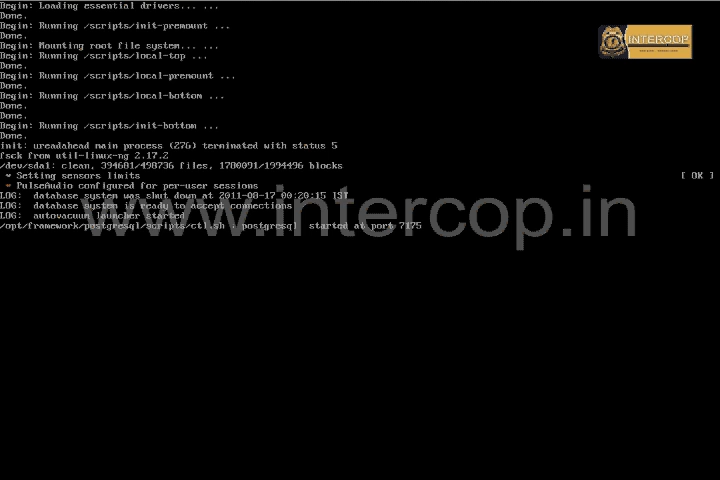 Begin: Loading essential drivers... ...
Done.
Begin: Running /scripts/init-premount ...
Done.
Begin: Mounting root file system... ...
Begin: Running /scripts/local-top ...
Done.
Begin: Running /scripts/local-premount ...
Done.
Begin: Running /scripts/local-bottom ...
Done.
Done.
Begin: Running /scripts/init-bottom ...
Done.
init: ureadahead main process (276) terminated with status 5
fsck from util-linux-ng 2.17.2
/dev/sda1: clean, 394681/498736 files, 1780091/1994496 blocks
* Setting sensors limits [ OK ]
* PulseAudio configured for per-user sessions
LOG: database system was shut down at 2011-08-17 00:20:15 IST
LOG: database system is ready to accept connections
LOG: autovacuum launcher started
/opt/framework/postgresql/scripts/ctl.sh : postgresql started at port 7175
INTERCOP
www.intercop.in